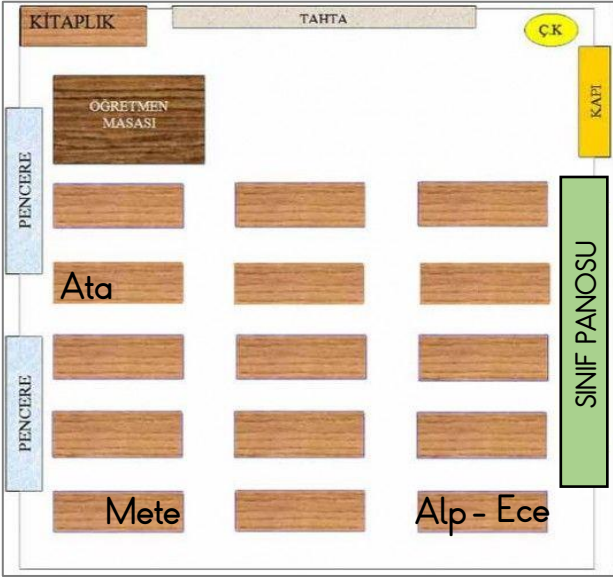 KİTAPLIK
TAHTA
Ç.K
KAPI
ÖĞRETMEN
MASASI
PENCERE
SINIF PANOSU
Ata
PENCERE
Mete
Alp - Ece